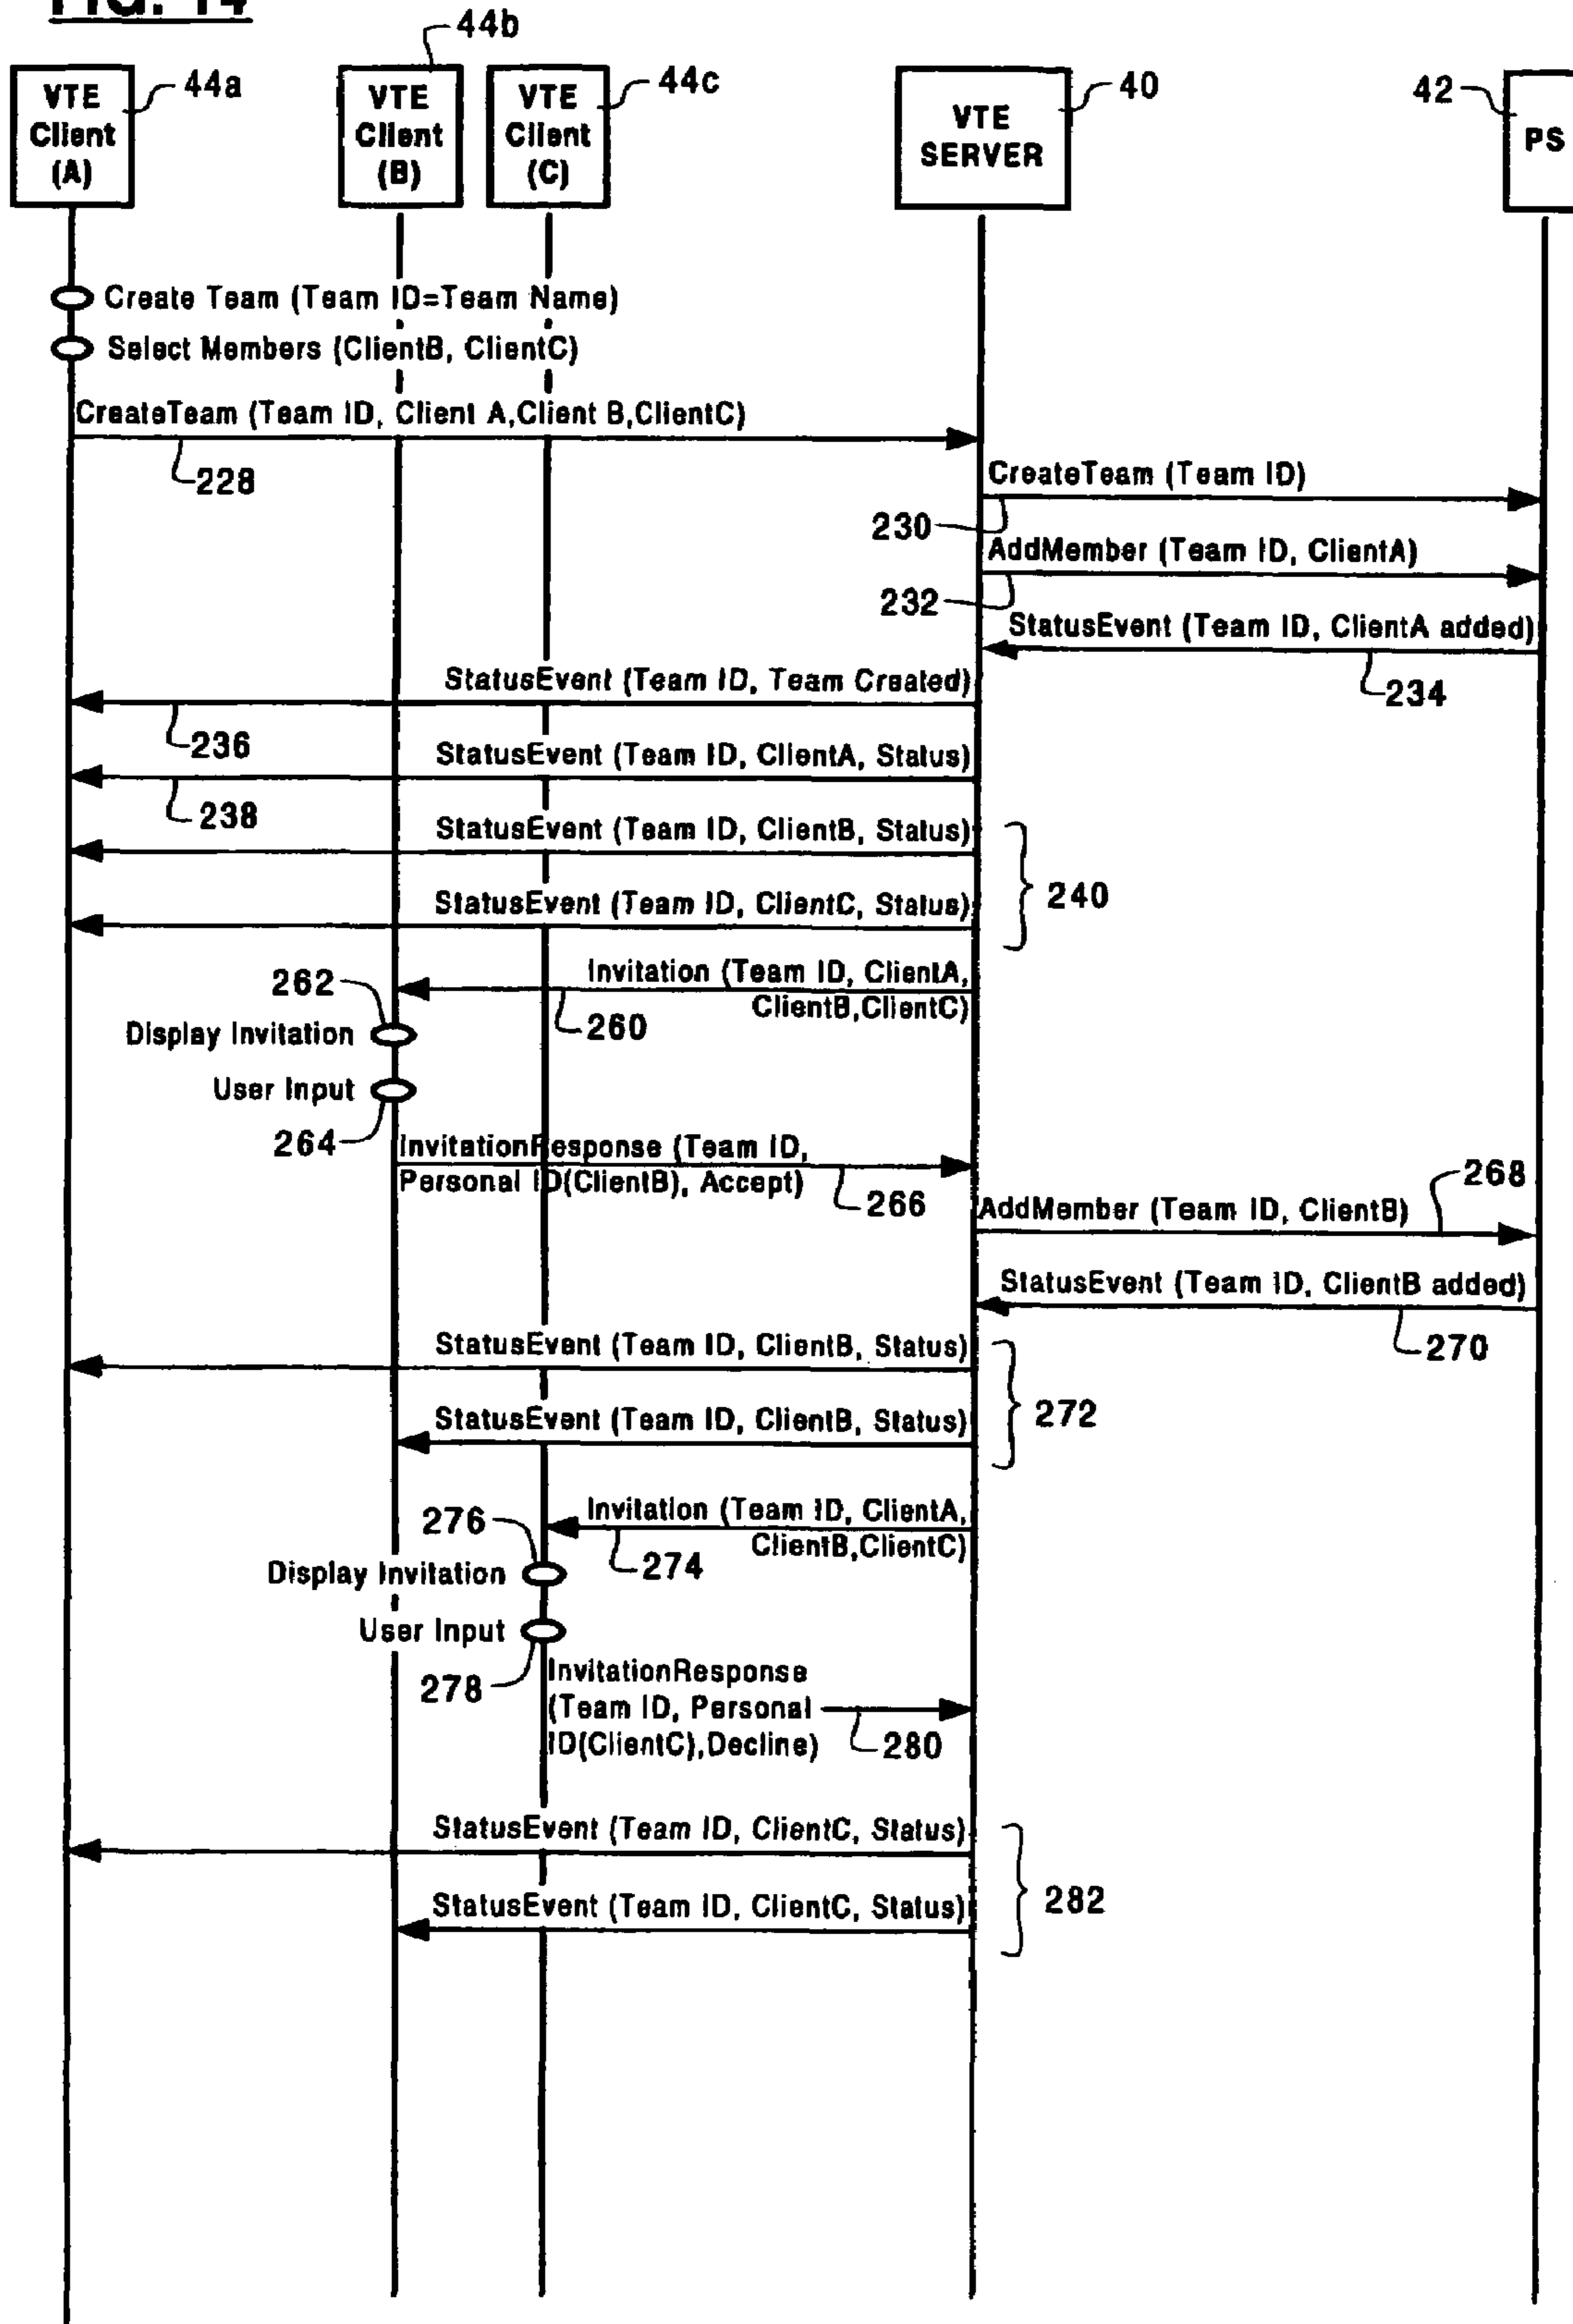 FIG. 14
44b
VTE Client (A)
44a
VTE Client (B)
VTE Client (C)
44c
VTE SERVER
40
42
PS
Create Team (Team ID=Team Name)
Select Members (ClientB, ClientC)
CreateTeam (Team ID, Client A,Client B,ClientC)
228
CreateTeam (Team ID)
230
AddMember (Team ID, ClientA)
232
StatusEvent (Team ID, ClientA added)
234
StatusEvent (Team ID, Team Created)
236
StatusEvent (Team ID, ClientA, Status)
238
StatusEvent (Team ID, ClientB, Status)
240
StatusEvent (Team ID, ClientC, Status)
Invitation (Team ID, ClientA,
ClientB,ClientC)
262
260
Display Invitation
User Input
264
InvitationResponse (Team ID,
Personal ID(ClientB), Accept)
266
268
AddMember (Team ID, ClientB)
StatusEvent (Team ID, ClientB added)
270
StatusEvent (Team ID, ClientB, Status)
272
StatusEvent (Team ID, ClientB, Status)
Invitation (Team ID, ClientA,
ClientB,ClientC)
276
274
Display Invitation
User Input
278
InvitationResponse
(Team ID, Personal
ID(ClientC),Decline)
280
StatusEvent (Team ID, ClientC, Status)
282
StatusEvent (Team ID, ClientC, Status)